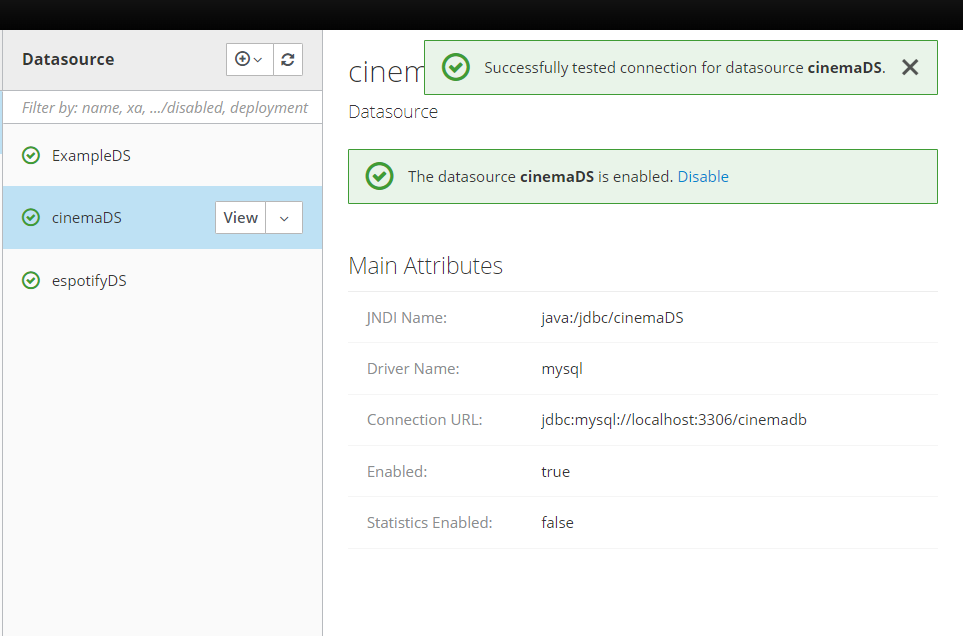 Datasource
Filter by: name, xa, .../disabled, deployment
ExampleDS
cinemaDS
View
espotifyDS
cinem
Successfully tested connection for datasource cinemaDS.
Datasource
The datasource cinemaDS is enabled. Disable
Main Attributes
JNDI Name: java:/jdbc/cinemaDS
Driver Name: mysql
Connection URL: jdbc:mysql://localhost:3306/cinemadb
Enabled: true
Statistics Enabled: false